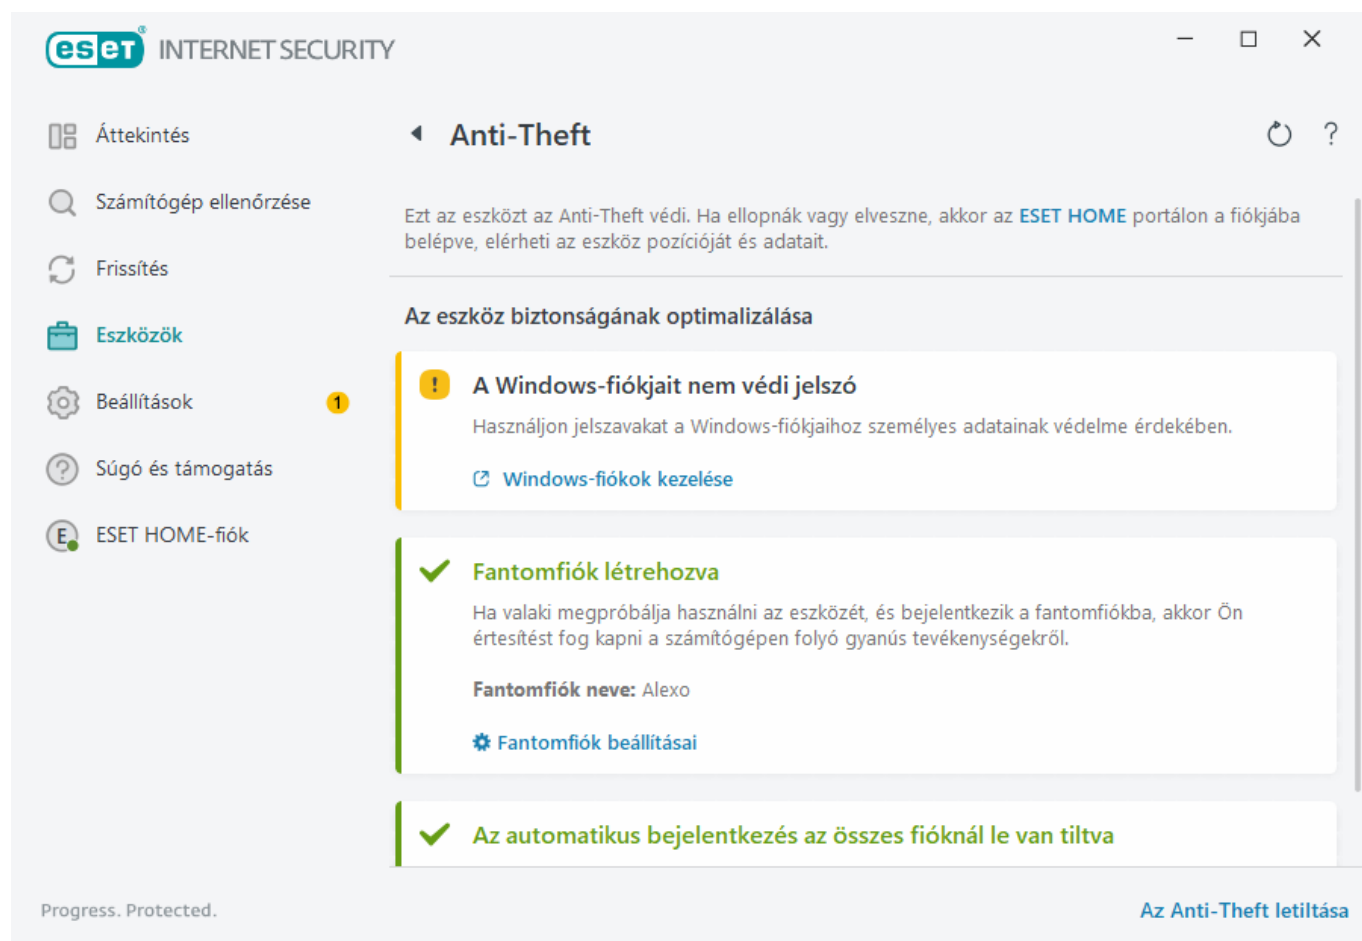 eset® INTERNET SECURITY
Áttekintés
Számítógép ellenőrzése
Frissítés
Eszközök
Beállítások 1
Súgó és támogatás
E ESET HOME-fiók
Anti-Theft ?
Ezt az eszközt az Anti-Theft védi. Ha ellopnák vagy elveszne, akkor az ESET HOME portálon a fiókjába
belépve, elérheti az eszköz pozícióját és adatait.
Az eszköz biztonságának optimalizálása
! A Windows-fiókjait nem védi jelszó
Használjon jelszavakat a Windows-fiókjaihoz személyes adatainak védelme érdekében.
Windows-fiókok kezelése
Fantomfiók létrehozva
Ha valaki megpróbálja használni az eszközét, és bejelentkezik a fantomfiókba, akkor Ön
értesítést fog kapni a számítógépen folyó gyanús tevékenységekről.
Fantomfiók neve: Alexo
Fantomfiók beállításai
Az automatikus bejelentkezés az összes fióknál le van tiltva
Progress. Protected.
Az Anti-Theft letiltása